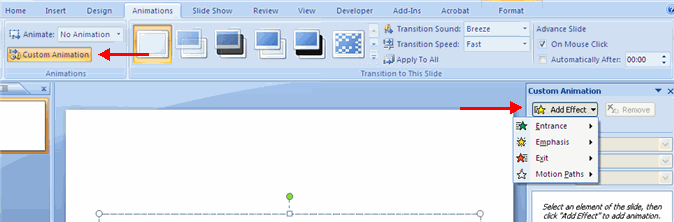 Home Insert Design Animations Slide Show Review View Developer Add-Ins Acrobat Format
Animate: No Animation Transition Sound: Breeze Advance Slide
Custom Animation Transition Speed: Fast On Mouse Click
Apply To All Automatically After: 00:00
Animations Transition to This Slide
Custom Animation
Add Effect Remove
Entrance
Emphasis
Exit
Motion Paths
Select an element of the slide, then
click "Add Effect" to add animation.